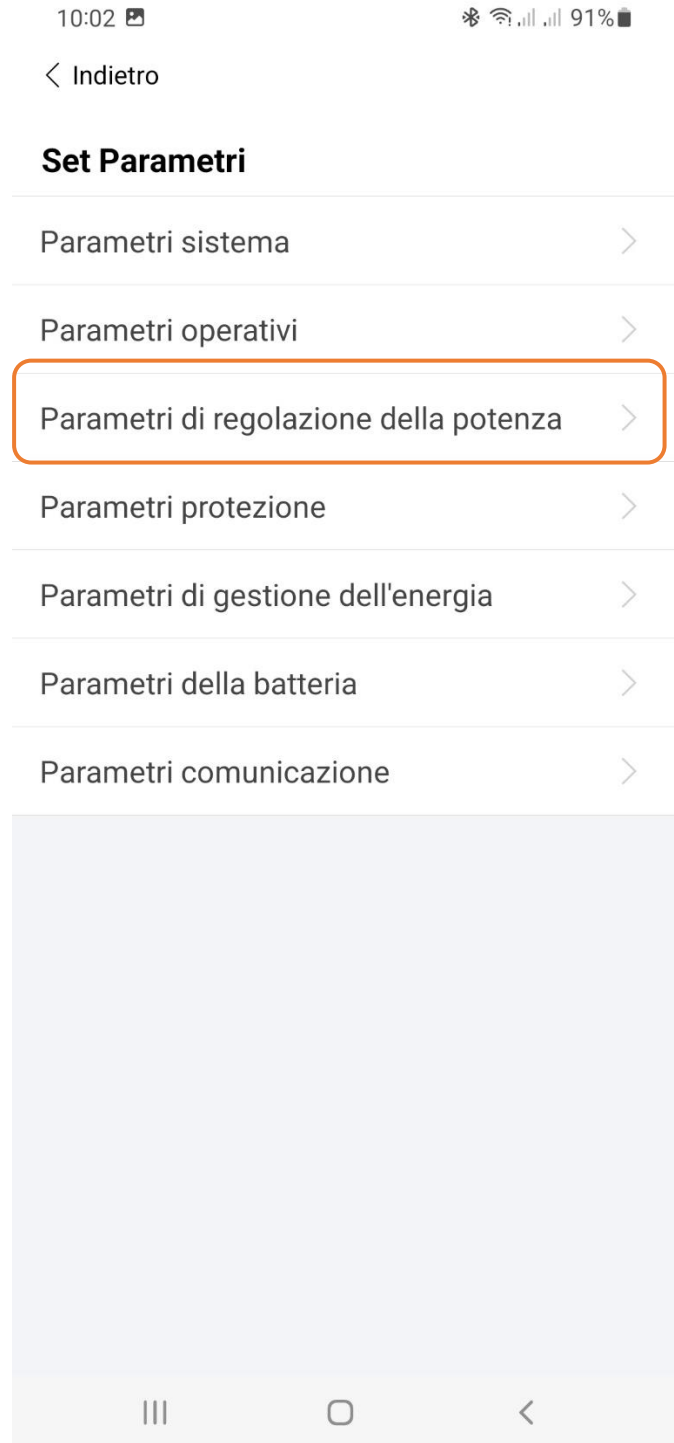 10:02 91%
Indietro
Set Parametri
Parametri sistema
Parametri operativi
Parametri di regolazione della potenza
Parametri protezione
Parametri di gestione dell'energia
Parametri della batteria
Parametri comunicazione